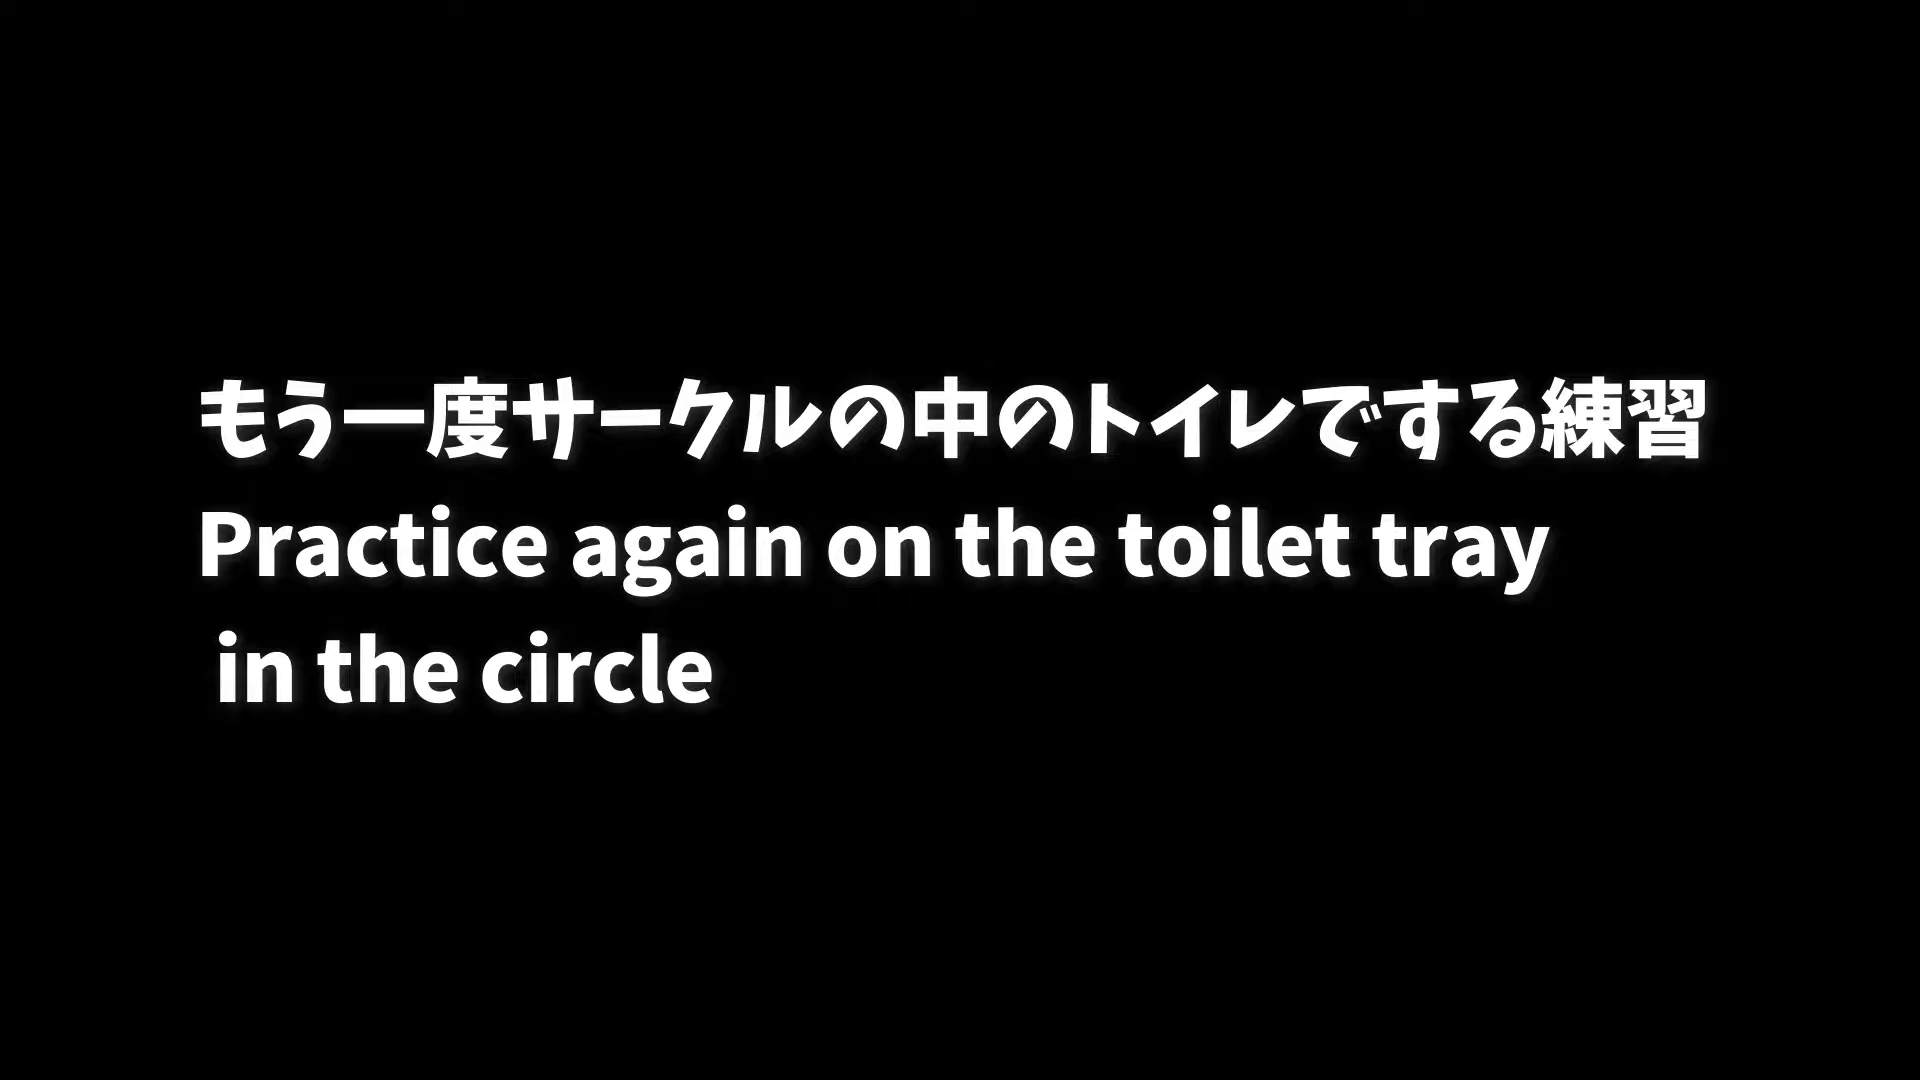 もう一度サークルの中のトイレでする練習
Practice again on the toilet tray
in the circle